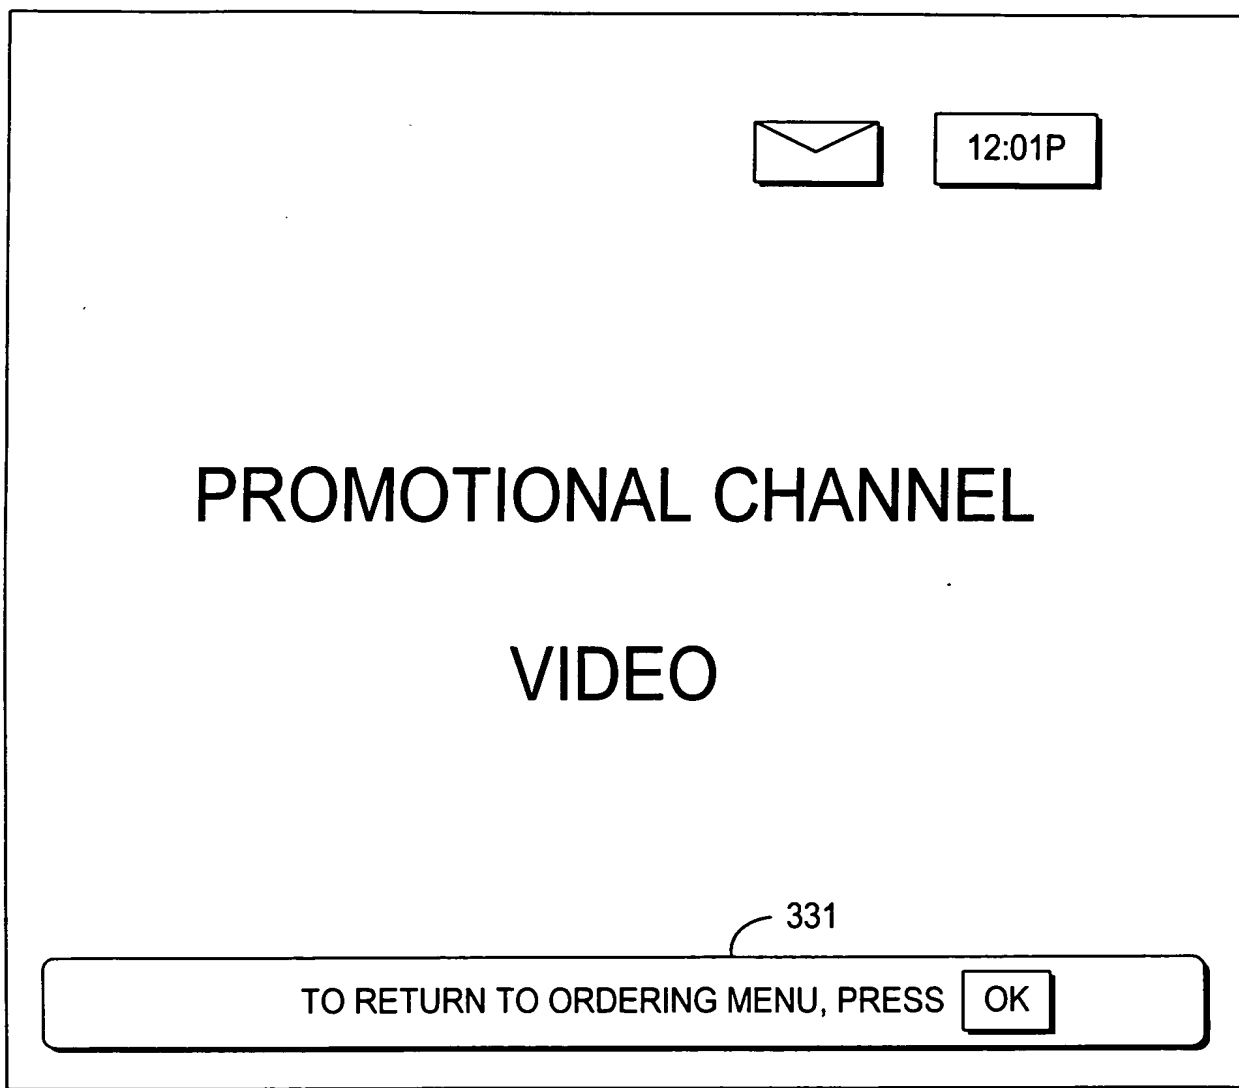 12:01P
PROMOTIONAL CHANNEL
VIDEO
331
TO RETURN TO ORDERING MENU, PRESS OK